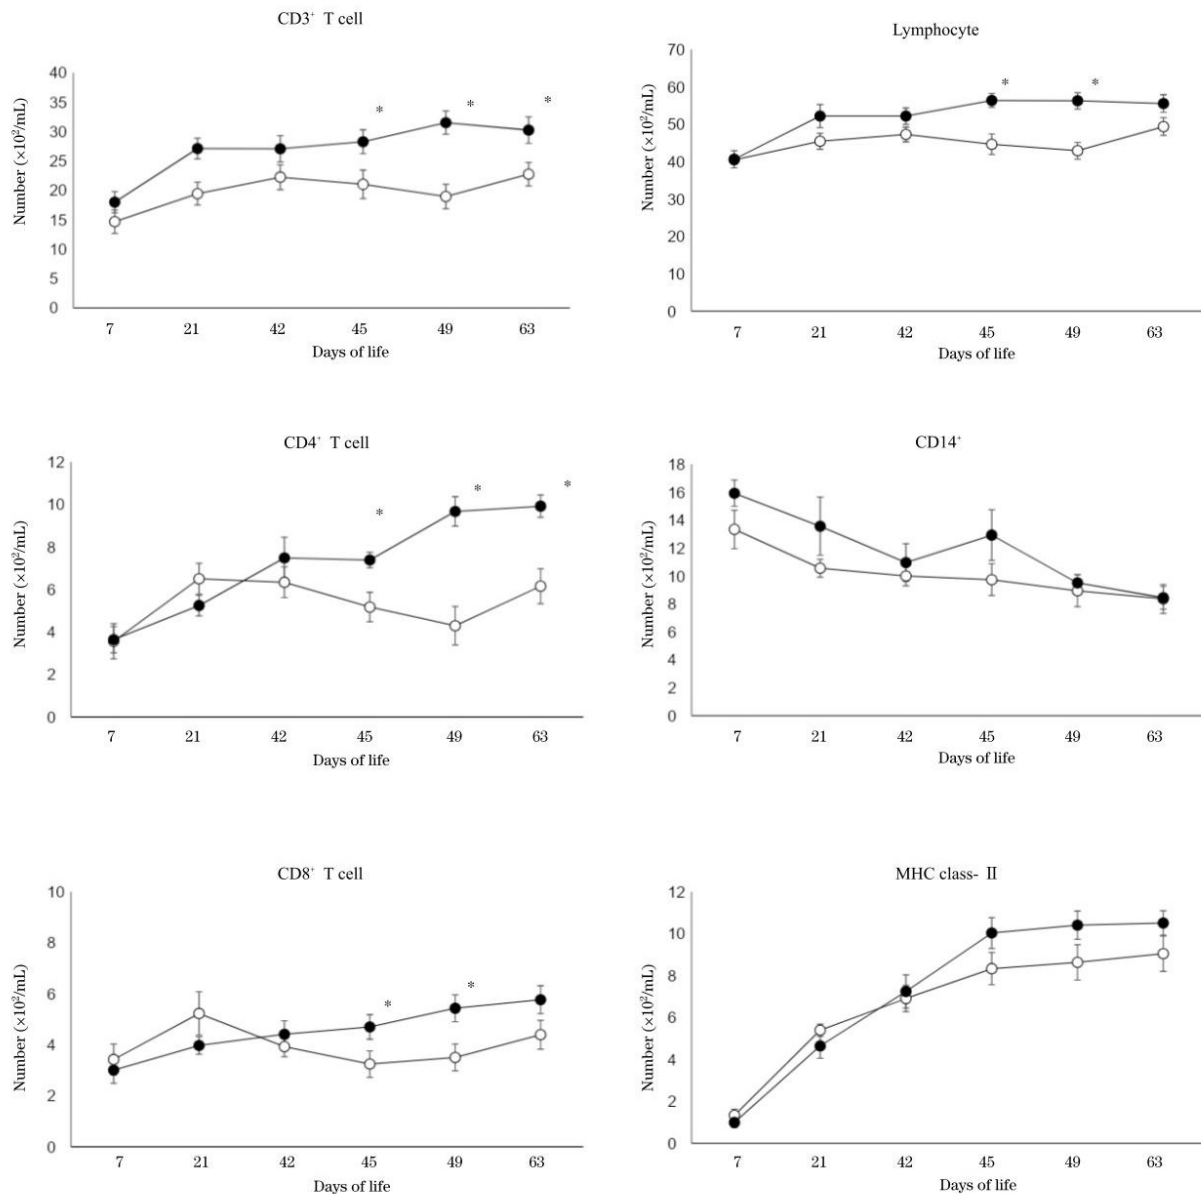 CD3⁺ T cell
Number (×10²/mL)
40
35
30
25
20
15
10
5
0
*
*
*
7 21 42 45 49 63
Days of life
Lymphocyte
Number (×10²/mL)
70
60
50
40
30
20
10
0
*
*
7 21 42 45 49 63
Days of life
CD4⁺ T cell
Number (×10²/mL)
12
10
8
6
4
2
0
*
*
*
7 21 42 45 49 63
Days of life
CD14⁺
Number (×10²/mL)
18
16
14
12
10
8
6
4
2
0
7 21 42 45 49 63
Days of life
CD8⁺ T cell
Number (×10²/mL)
10
8
6
4
2
0
*
*
7 21 42 45 49 63
Days of life
MHC class- Ⅱ
Number (×10²/mL)
12
10
8
6
4
2
0
7 21 42 45 49 63
Days of life